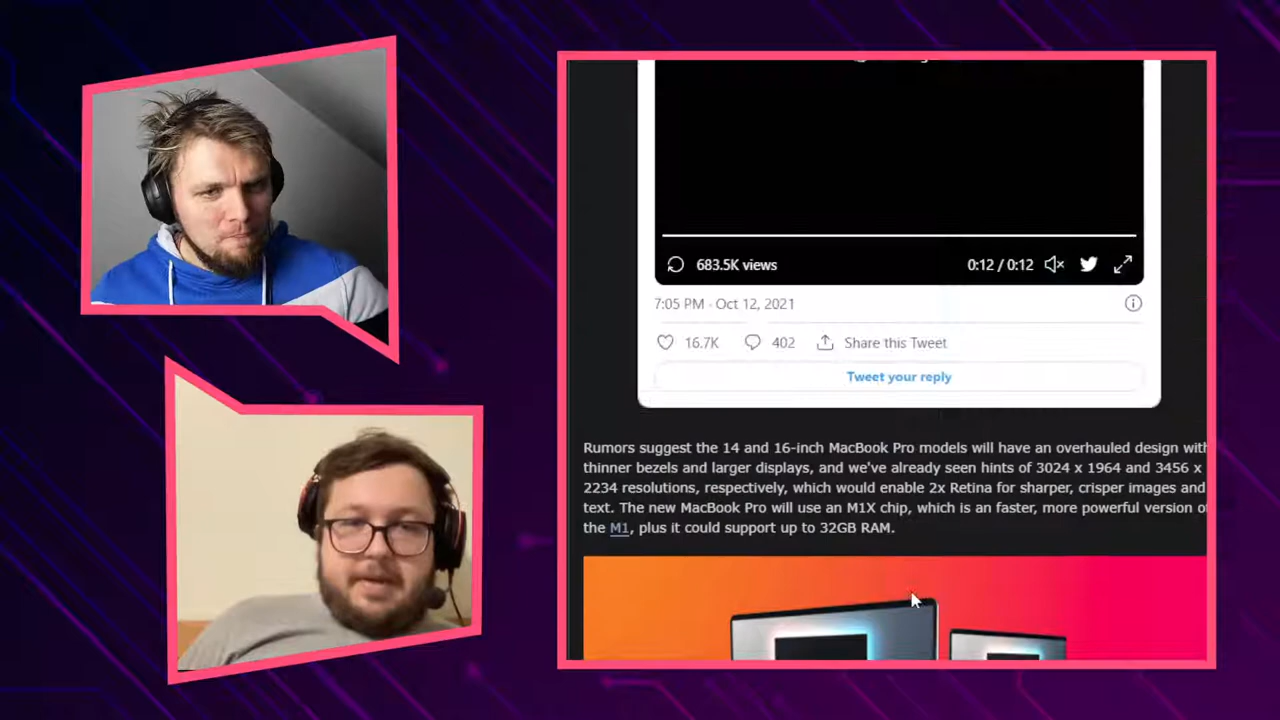 683.5K views
0:12 / 0:12
7:05 PM · Oct 12, 2021
16.7K
402
Share this Tweet
Tweet your reply
Rumors suggest the 14 and 16-inch MacBook Pro models will have an overhauled design with
thinner bezels and larger displays, and we've already seen hints of 3024 x 1964 and 3456 x
2234 resolutions, respectively, which would enable 2x Retina for sharper, crisper images and
text. The new MacBook Pro will use an M1X chip, which is an faster, more powerful version of
the M1, plus it could support up to 32GB RAM.